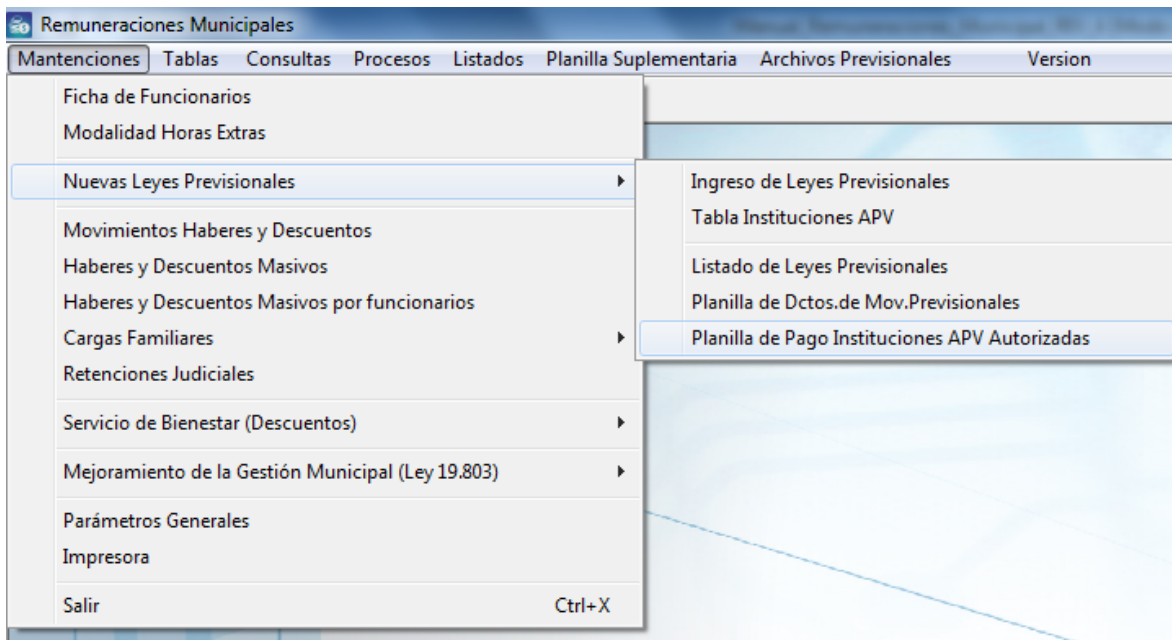 Remuneraciones Municipales
Mantenciones Tablas Consultas Procesos Listados Planilla Suplementaria Archivos Previsionales Version
Ficha de Funcionarios
Modalidad Horas Extras
Nuevas Leyes Previsionales
Movimientos Haberes y Descuentos
Haberes y Descuentos Masivos
Haberes y Descuentos Masivos por funcionarios
Cargas Familiares
Retenciones Judiciales
Servicio de Bienestar (Descuentos)
Mejoramiento de la Gestión Municipal (Ley 19.803)
Parámetros Generales
Impresora
Salir Ctrl+X
Ingreso de Leyes Previsionales
Tabla Instituciones APV
Listado de Leyes Previsionales
Planilla de Dctos.de Mov.Previsionales
Planilla de Pago Instituciones APV Autorizadas